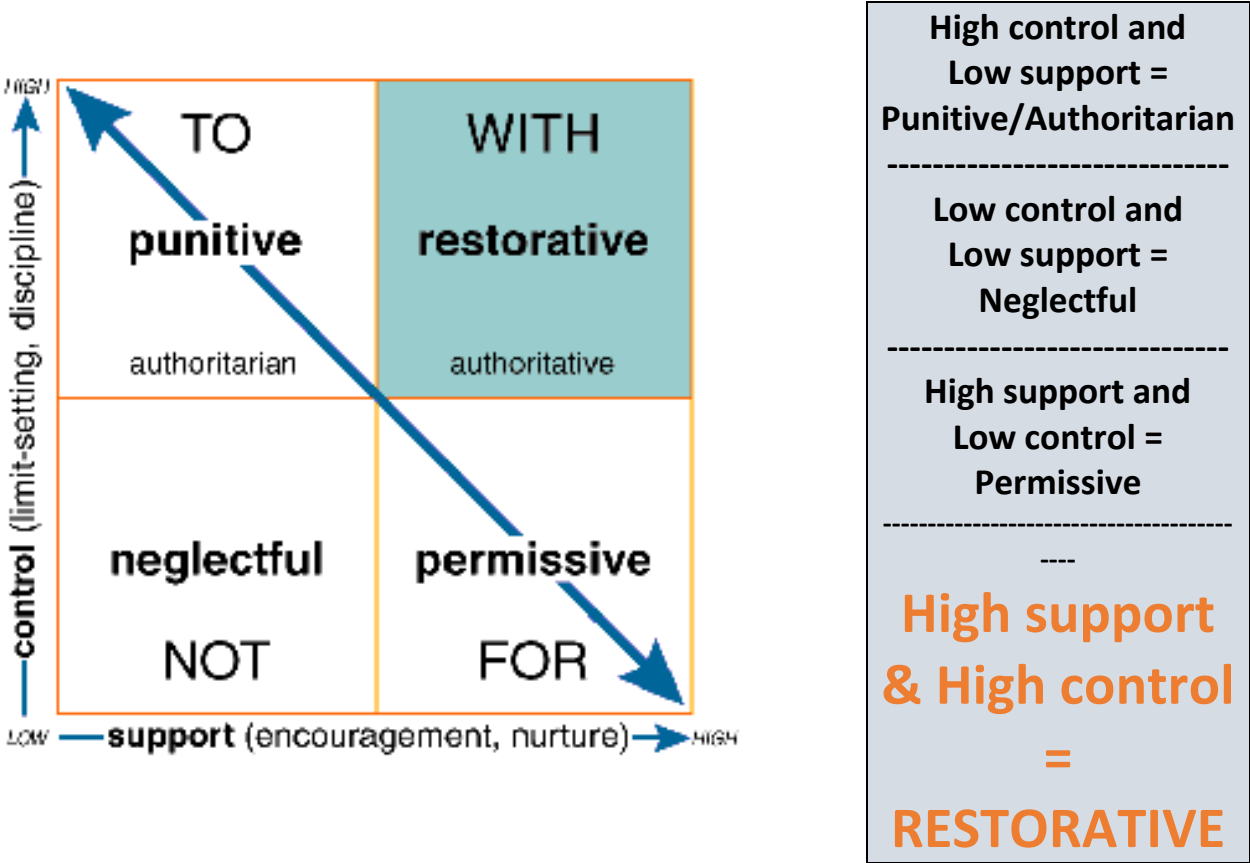 HIGH
control (limit-setting, discipline)
LOW
TO
WITH
punitive
restorative
authoritarian
authoritative
neglectful
permissive
NOT
FOR
support (encouragement, nurture)
HIGH
High control and
Low support =
Punitive/Authoritarian
------------------------------
Low control and
Low support =
Neglectful
------------------------------
High support and
Low control =
Permissive
---------------------------------------
----
High support
& High control
=
RESTORATIVE